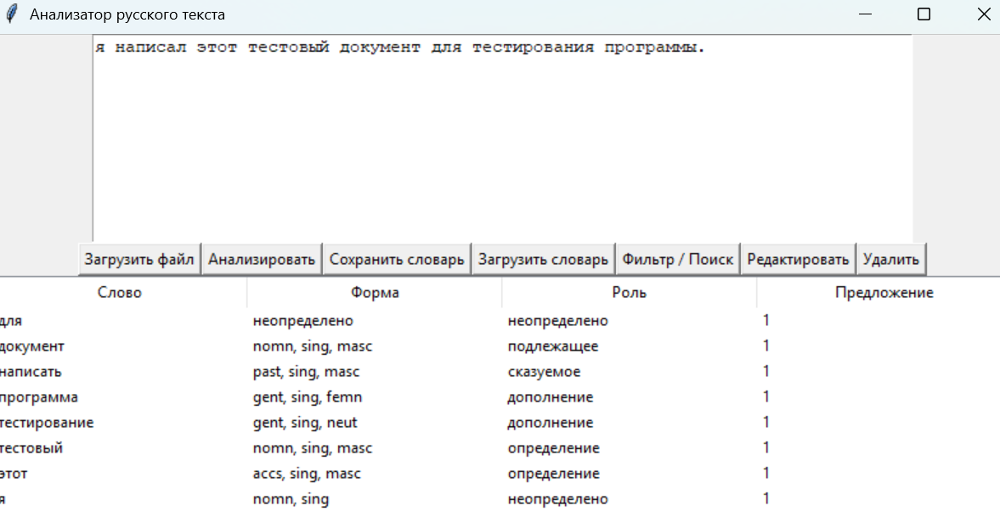 Анализатор русского текста
я написал этот тестовый документ для тестирования программы.
Загрузить файл Анализировать Сохранить словарь Загрузить словарь Фильтр / Поиск Редактировать Удалить
Слово Форма Роль Предложение
для неопределено неопределено 1
документ nomn, sing, masc подлежащее 1
написать past, sing, masc сказуемое 1
программа gent, sing, femn дополнение 1
тестирование gent, sing, neut дополнение 1
тестовый nomn, sing, masc определение 1
этот accs, sing, masc определение 1
я nomn, sing неопределено 1